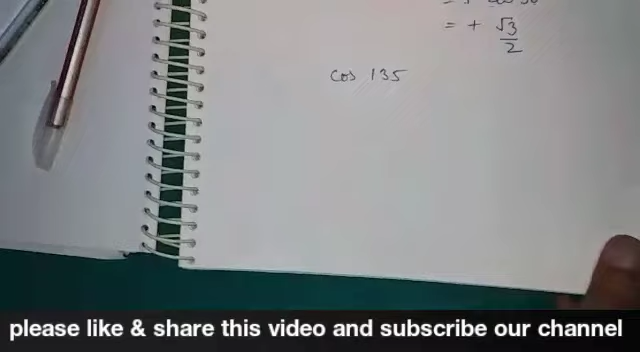 = + √3/2
cos 135
please like & share this video and subscribe our channel